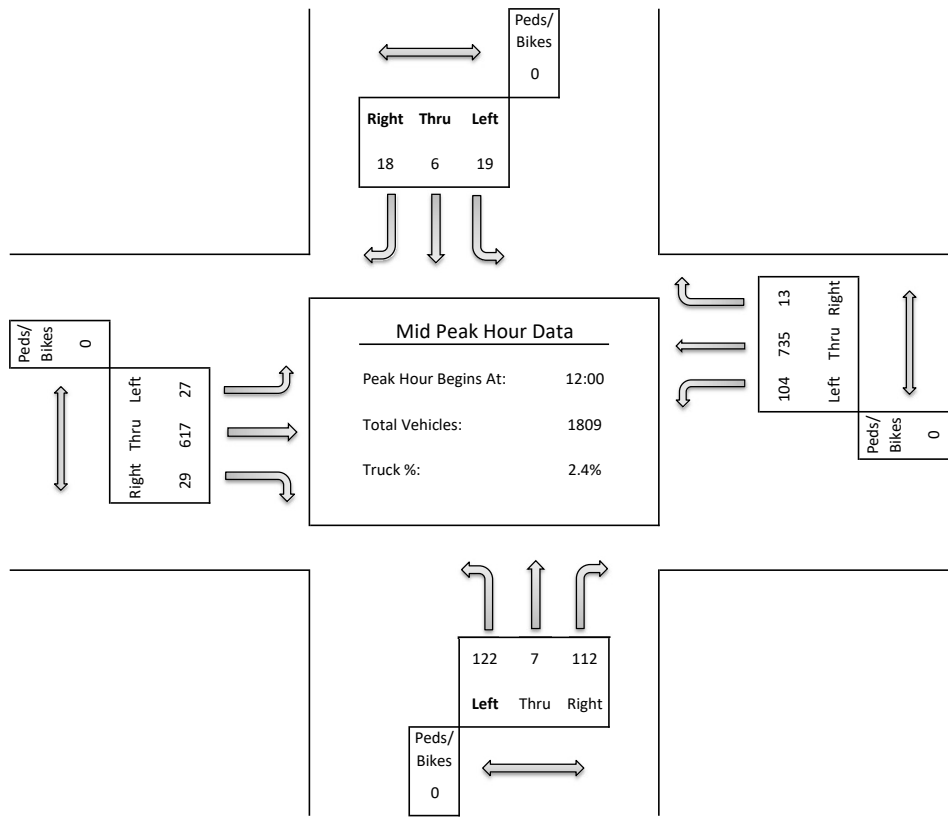 Peds/
Bikes
0
Right Thru Left
18 6 19
Peds/
Bikes
0
Left Thru Right
27 617 29
Mid Peak Hour Data
Peak Hour Begins At: 12:00
Total Vehicles: 1809
Truck %: 2.4%
13 735 104
Right Thru Left
Peds/
Bikes
0
122 7 112
Left Thru Right
Peds/
Bikes
0